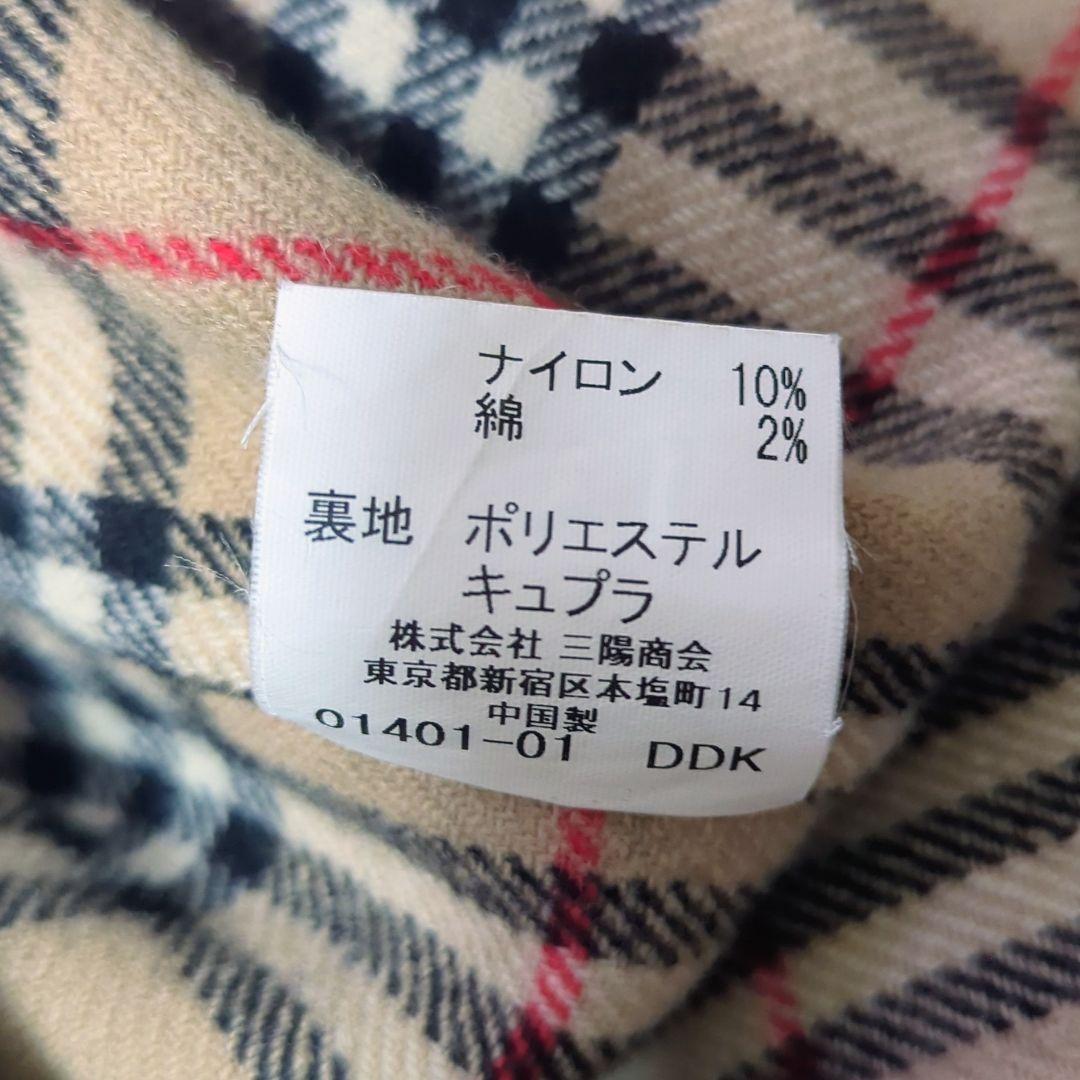 ナイロン 10%
綿 2%
裏地 ポリエステル
キュプラ
株式会社 三陽商会
東京都新宿区本塩町14
中国製
01401-01 DDK